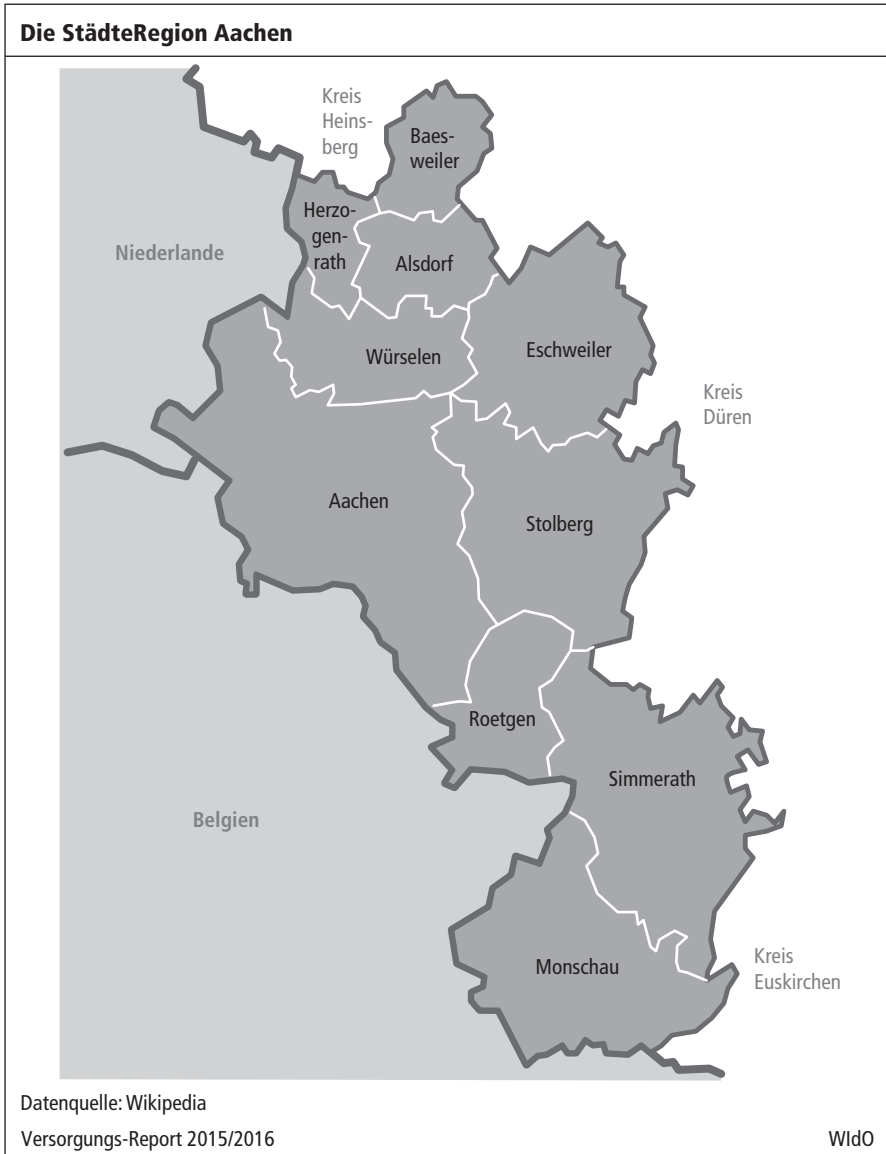 Die StädteRegion Aachen
Kreis
Heins-
berg
Baes-
weiler
Herzo-
gen-
rath
Niederlande
Alsdorf
Würselen
Eschweiler
Kreis
Düren
Aachen
Stolberg
Roetgen
Simmerath
Belgien
Monschau
Kreis
Euskirchen
Datenquelle: Wikipedia
Versorgungs-Report 2015/2016
WIdO